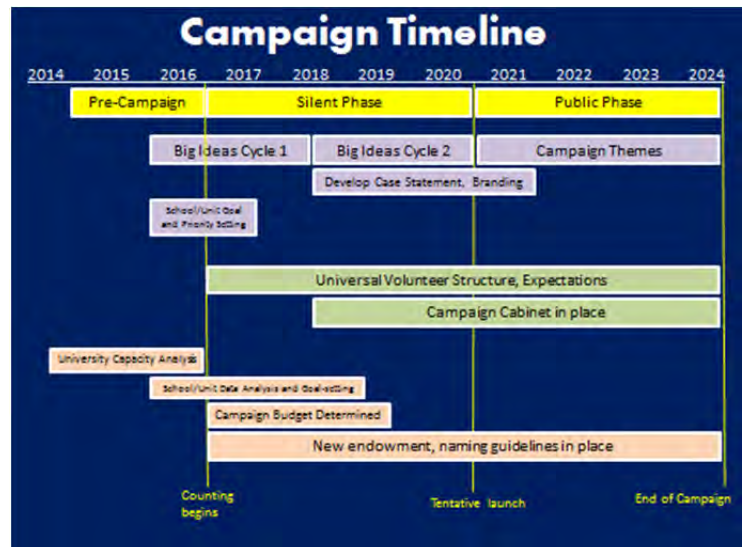 Campaign Timeline
2014 2015 2016 2017 2018 2019 2020 2021 2022 2023 2024
Pre-Campaign Silent Phase Public Phase
Big Ideas Cycle 1 Big Ideas Cycle 2 Campaign Themes
Develop Case Statement, Branding
School/Unit Goal
and Priority Setting
Universal Volunteer Structure, Expectations
Campaign Cabinet in place
University Capacity Analysis
School/Unit Data Analysis and Goal-setting
Campaign Budget Determined
New endowment, naming guidelines in place
Counting
begins
Tentative launch
End of Campaign